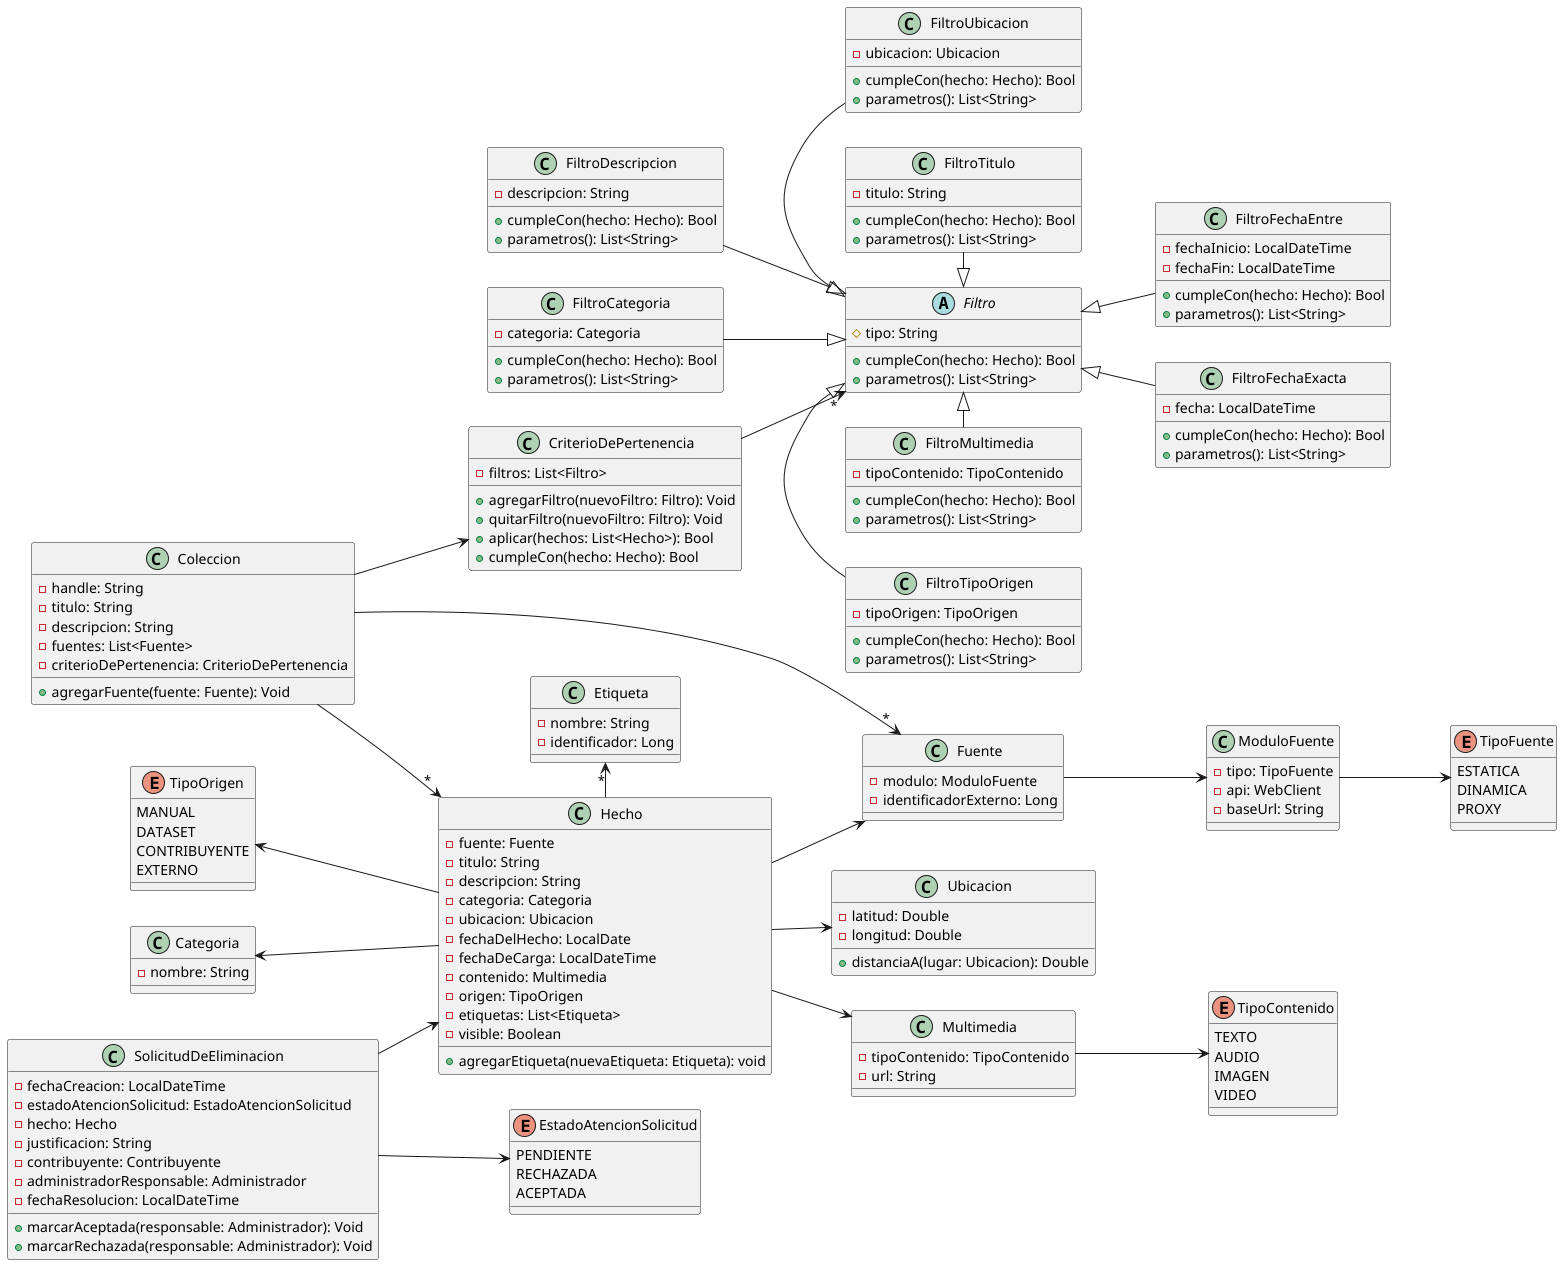 FiltroUbicacion
ubicacion: Ubicacion
cumpleCon(hecho: Hecho): Bool
parametros(): List<String>
FiltroDescripcion
descripcion: String
cumpleCon(hecho: Hecho): Bool
parametros(): List<String>
FiltroTitulo
titulo: String
cumpleCon(hecho: Hecho): Bool
parametros(): List<String>
FiltroFechaEntre
fechaInicio: LocalDateTime
fechaFin: LocalDateTime
cumpleCon(hecho: Hecho): Bool
parametros(): List<String>
FiltroCategoria
categoria: Categoria
cumpleCon(hecho: Hecho): Bool
parametros(): List<String>
Filtro
tipo: String
cumpleCon(hecho: Hecho): Bool
parametros(): List<String>
FiltroFechaExacta
fecha: LocalDateTime
cumpleCon(hecho: Hecho): Bool
parametros(): List<String>
CriterioDePertenencia
filtros: List<Filtro>
agregarFiltro(nuevoFiltro: Filtro): Void
quitarFiltro(nuevoFiltro: Filtro): Void
aplicar(hechos: List<Hecho>): Bool
cumpleCon(hecho: Hecho): Bool
*
FiltroMultimedia
tipoContenido: TipoContenido
cumpleCon(hecho: Hecho): Bool
parametros(): List<String>
Coleccion
handle: String
titulo: String
descripcion: String
fuentes: List<Fuente>
criterioDePertenencia: CriterioDePertenencia
agregarFuente(fuente: Fuente): Void
FiltroTipoOrigen
tipoOrigen: TipoOrigen
cumpleCon(hecho: Hecho): Bool
parametros(): List<String>
Etiqueta
nombre: String
identificador: Long
*
*
*
Fuente
modulo: ModuloFuente
identificadorExterno: Long
ModuloFuente
tipo: TipoFuente
api: WebClient
baseUrl: String
TipoFuente
ESTATICA
DINAMICA
PROXY
TipoOrigen
MANUAL
DATASET
CONTRIBUYENTE
EXTERNO
Hecho
fuente: Fuente
titulo: String
descripcion: String
categoria: Categoria
ubicacion: Ubicacion
fechaDelHecho: LocalDate
fechaDeCarga: LocalDateTime
contenido: Multimedia
origen: TipoOrigen
etiquetas: List<Etiqueta>
visible: Boolean
agregarEtiqueta(nuevaEtiqueta: Etiqueta): void
Ubicacion
latitud: Double
longitud: Double
distanciaA(lugar: Ubicacion): Double
Categoria
nombre: String
Multimedia
tipoContenido: TipoContenido
url: String
TipoContenido
TEXTO
AUDIO
IMAGEN
VIDEO
SolicitudDeEliminacion
fechaCreacion: LocalDateTime
estadoAtencionSolicitud: EstadoAtencionSolicitud
hecho: Hecho
justificacion: String
contribuyente: Contribuyente
administradorResponsable: Administrador
fechaResolucion: LocalDateTime
marcarAceptada(responsable: Administrador): Void
marcarRechazada(responsable: Administrador): Void
EstadoAtencionSolicitud
PENDIENTE
RECHAZADA
ACEPTADA